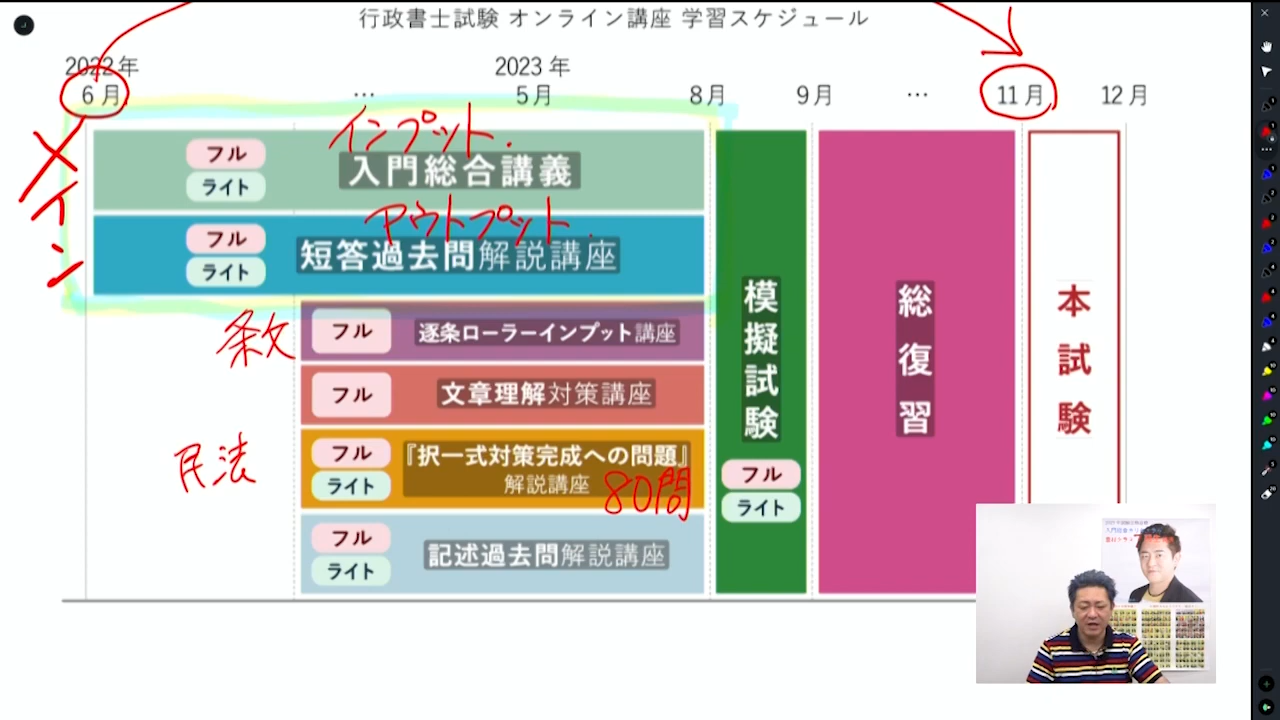 行政書士試験 オンライン講座 学習スケジュール
2022年
2023年
6月
…
5月
8月
9月
…
11月
12月
インプット.
メイン
フル
ライト
入門総合講義
アウトプット.
フル
ライト
短答過去問解説講座
条文
フル
逐条ローラーインプット講座
フル
文章理解対策講座
民法
フル
ライト
『択一式対策完成への問題』
解説講座
80問
フル
ライト
記述過去問解説講座
模擬試験
フル
ライト
総復習
本試験